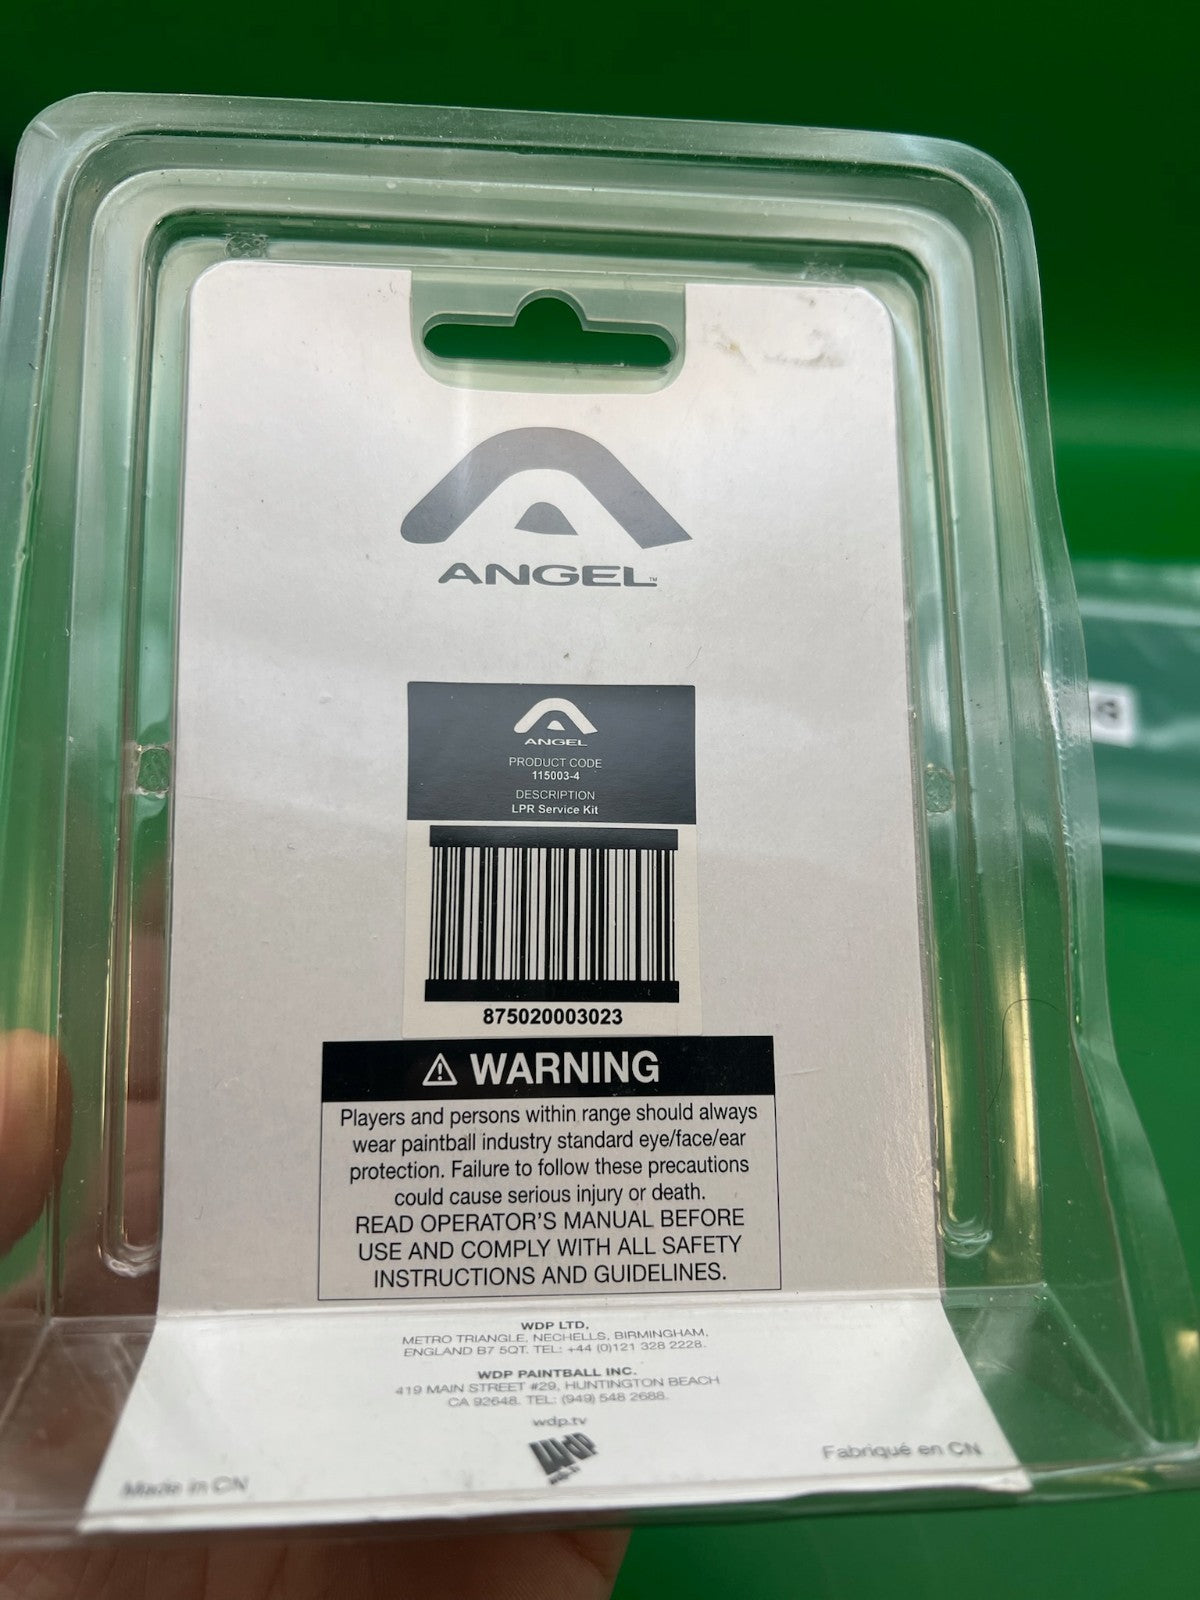 ANGEL™
ANGEL
PRODUCT CODE
115003-4
DESCRIPTION
LPR Service Kit
875020003023
⚠ WARNING
Players and persons within range should always
wear paintball industry standard eye/face/ear
protection. Failure to follow these precautions
could cause serious injury or death.
READ OPERATOR'S MANUAL BEFORE
USE AND COMPLY WITH ALL SAFETY
INSTRUCTIONS AND GUIDELINES.
WDP LTD,
METRO TRIANGLE, NECHELLS, BIRMINGHAM,
ENGLAND B7 5QT. TEL: +44 (0)121 328 2228.
WDP PAINTBALL INC.
419 MAIN STREET #29, HUNTINGTON BEACH
CA 92648. TEL: (949) 548 2688.
wdp.tv
WdP
Made in CN
Fabriqué en CN